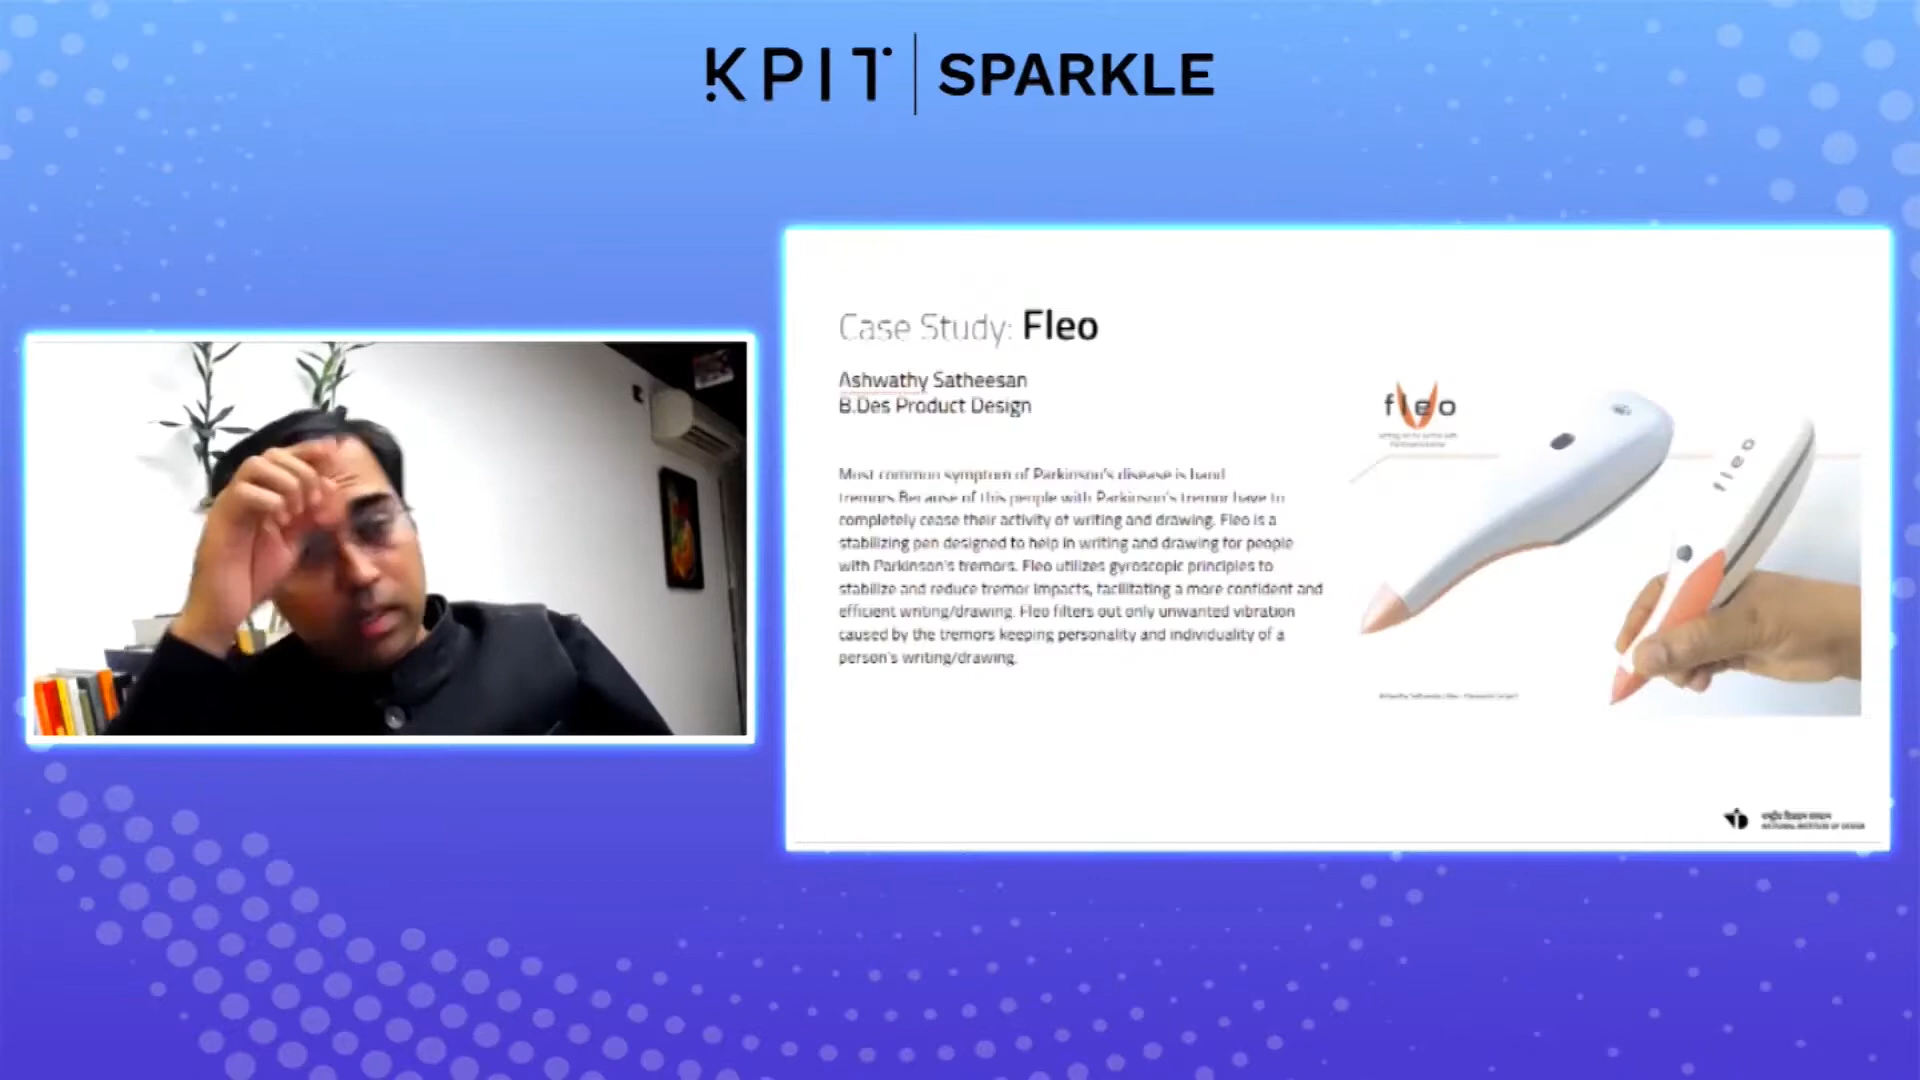 KPIT | SPARKLE
Case Study: Fleo
Ashwathy Satheesan
B.Des Product Design
Most common symptom of Parkinson's disease is hand
tremors.Because of this people with Parkinson's tremor have to
completely cease their activity of writing and drawing. Fleo is a
stabilizing pen designed to help in writing and drawing for people
with Parkinson's tremors. Fleo utilizes gyroscopic principles to
stabilize and reduce tremor impacts, facilitating a more confident and
efficient writing/drawing. Fleo filters out only unwanted vibration
caused by the tremors keeping personality and individuality of a
person's writing/drawing.
fleo
fleo
NATIONAL INSTITUTE OF DESIGN